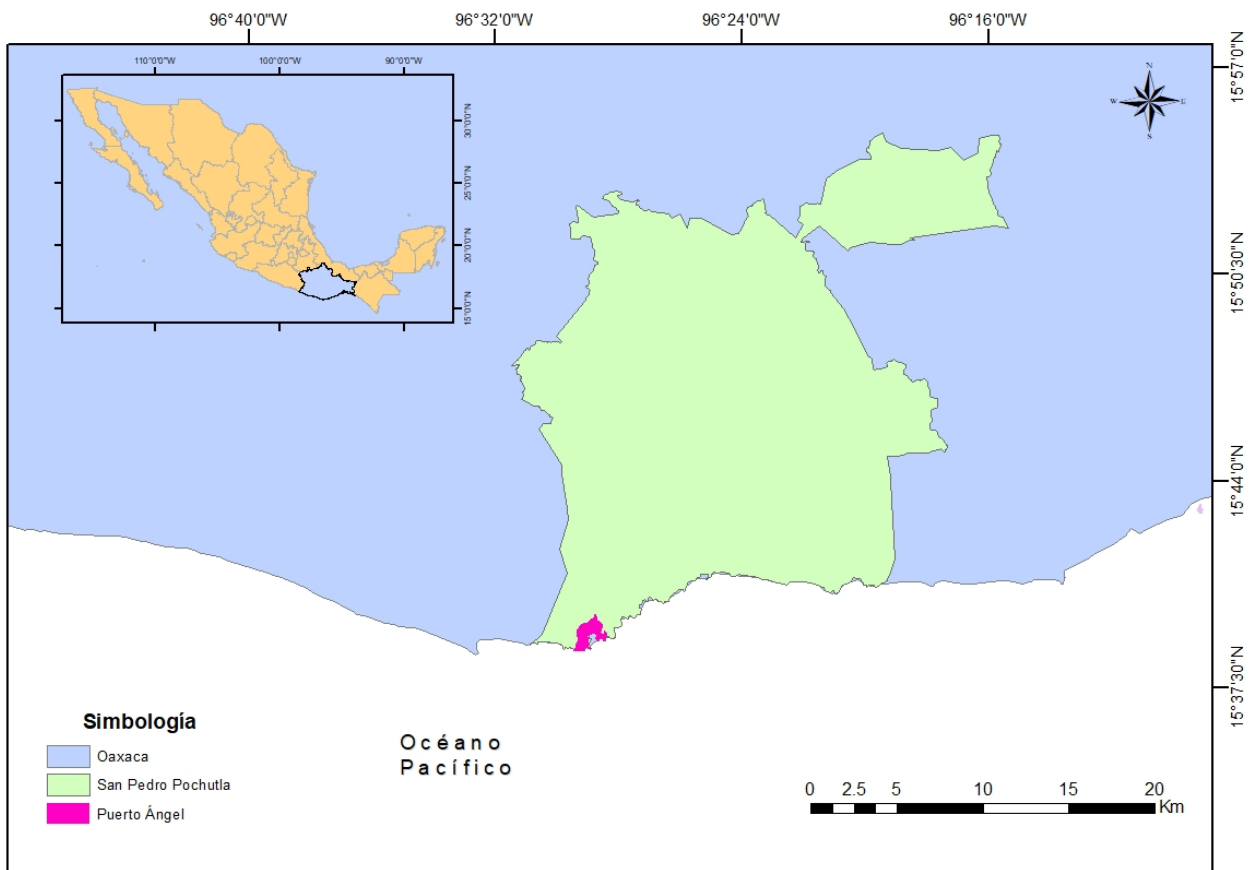 96°40'0"W 96°32'0"W 96°24'0"W 96°16'0"W
110°0'0"W 100°0'0"W 90°0'0"W
30°0'0"N
25°0'0"N
20°0'0"N
15°0'0"N
N
W E
S
15°57'0"N
15°50'30"N
15°44'0"N
15°37'30"N
Simbología
Oaxaca
San Pedro Pochutla
Puerto Ángel
Océano
Pacífico
0 2.5 5 10 15 20
Km